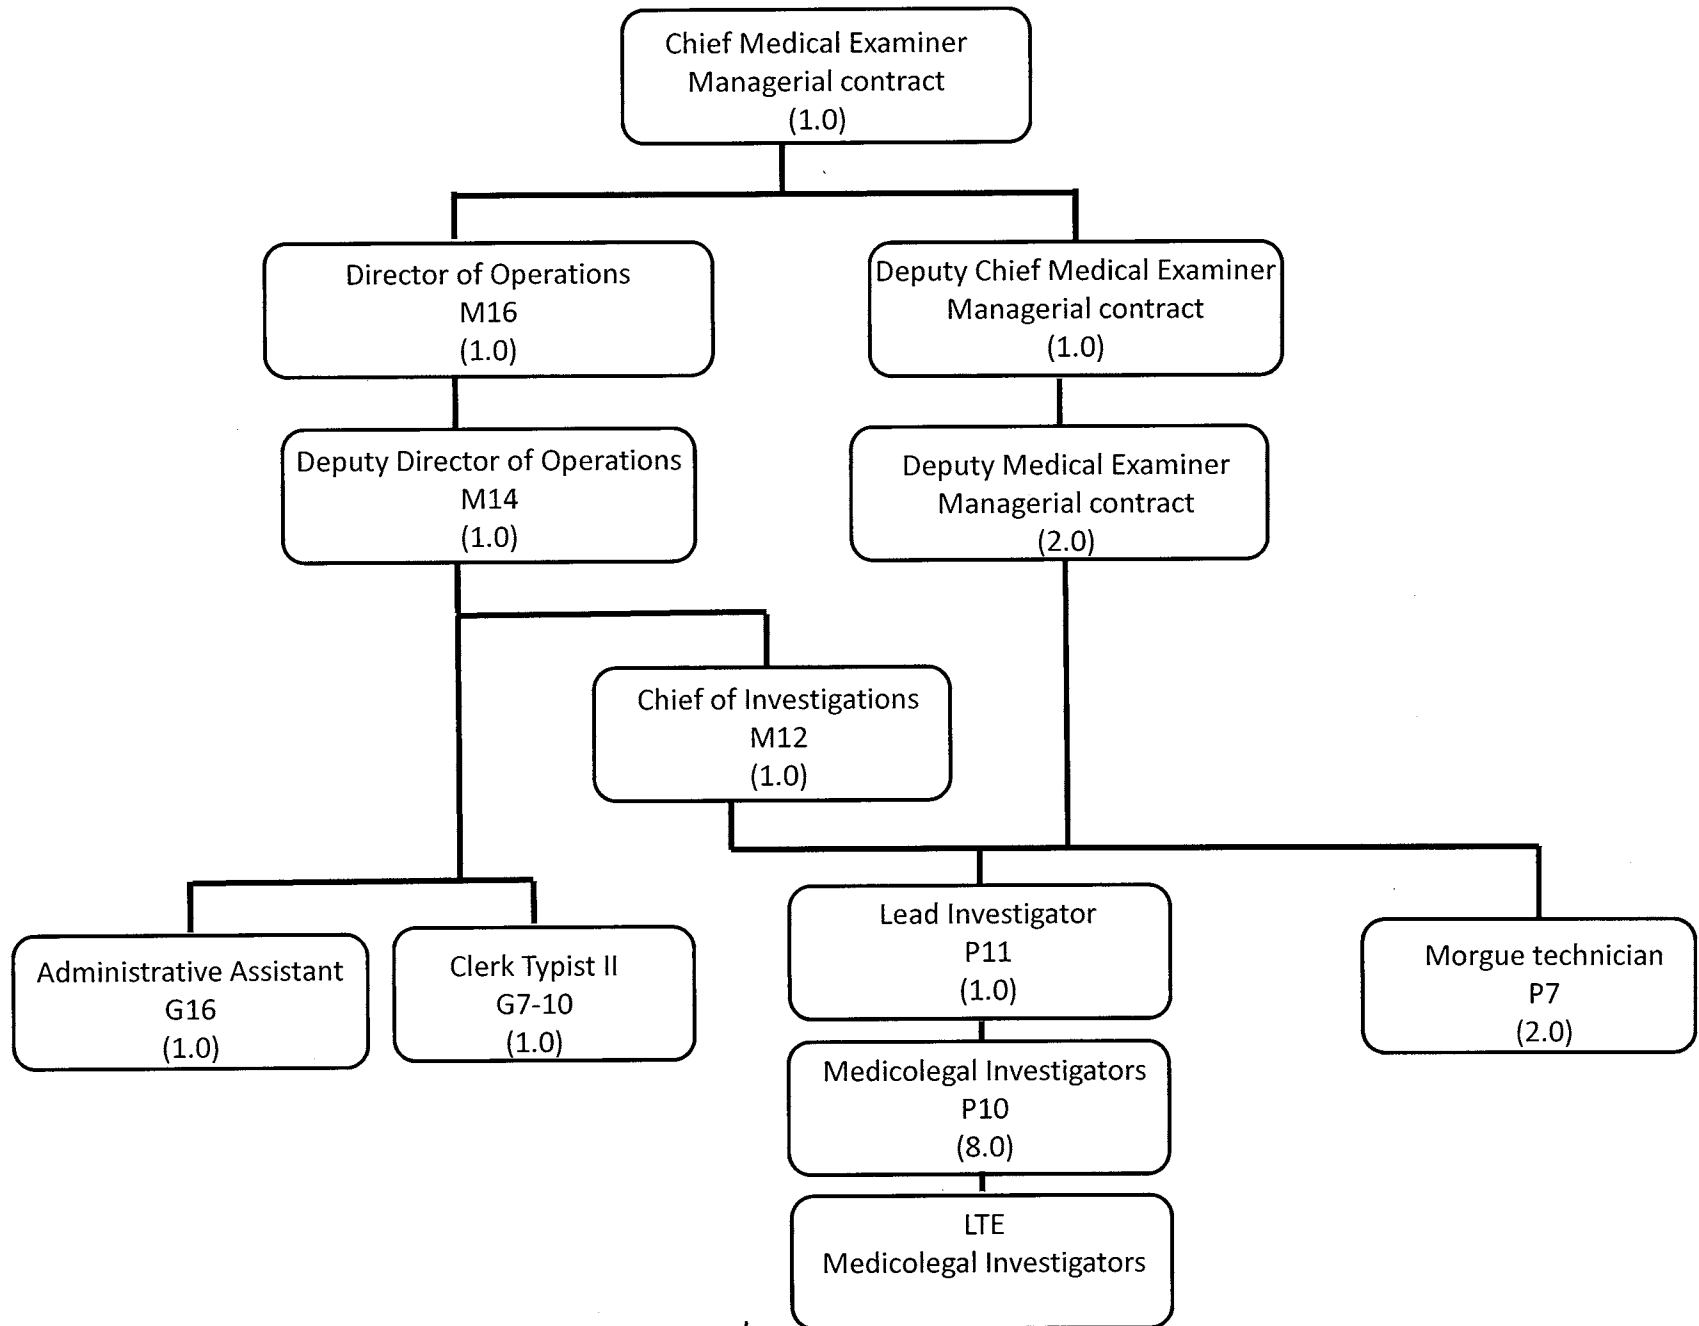 Chief Medical Examiner
Managerial contract
(1.0)
Director of Operations
M16
(1.0)
Deputy Chief Medical Examiner
Managerial contract
(1.0)
Deputy Director of Operations
M14
(1.0)
Deputy Medical Examiner
Managerial contract
(2.0)
Chief of Investigations
M12
(1.0)
Administrative Assistant
G16
(1.0)
Clerk Typist II
G7-10
(1.0)
Lead Investigator
P11
(1.0)
Morgue technician
P7
(2.0)
Medicolegal Investigators
P10
(8.0)
LTE
Medicolegal Investigators